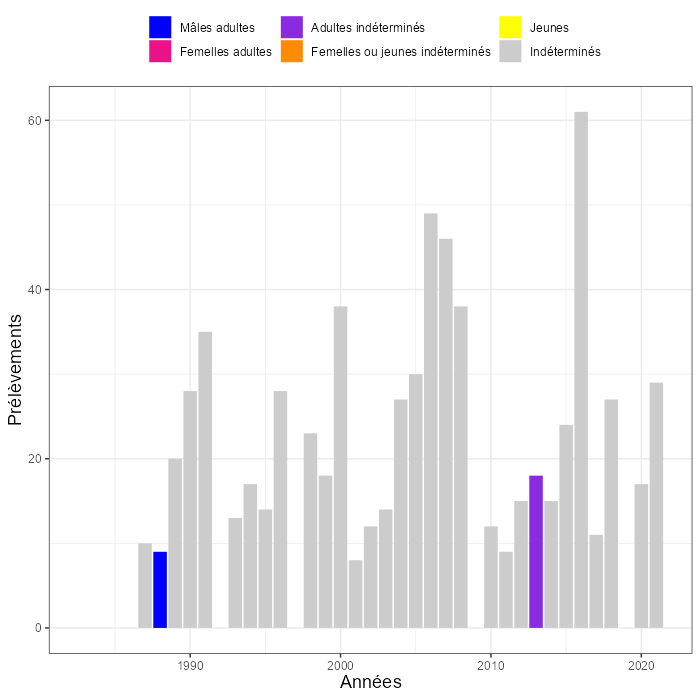 Mâles adultes Adultes indéterminés Jeunes
Femelles adultes Femelles ou jeunes indéterminés Indéterminés
60
40
20
0
Prélèvements
1990 2000 2010 2020
Années